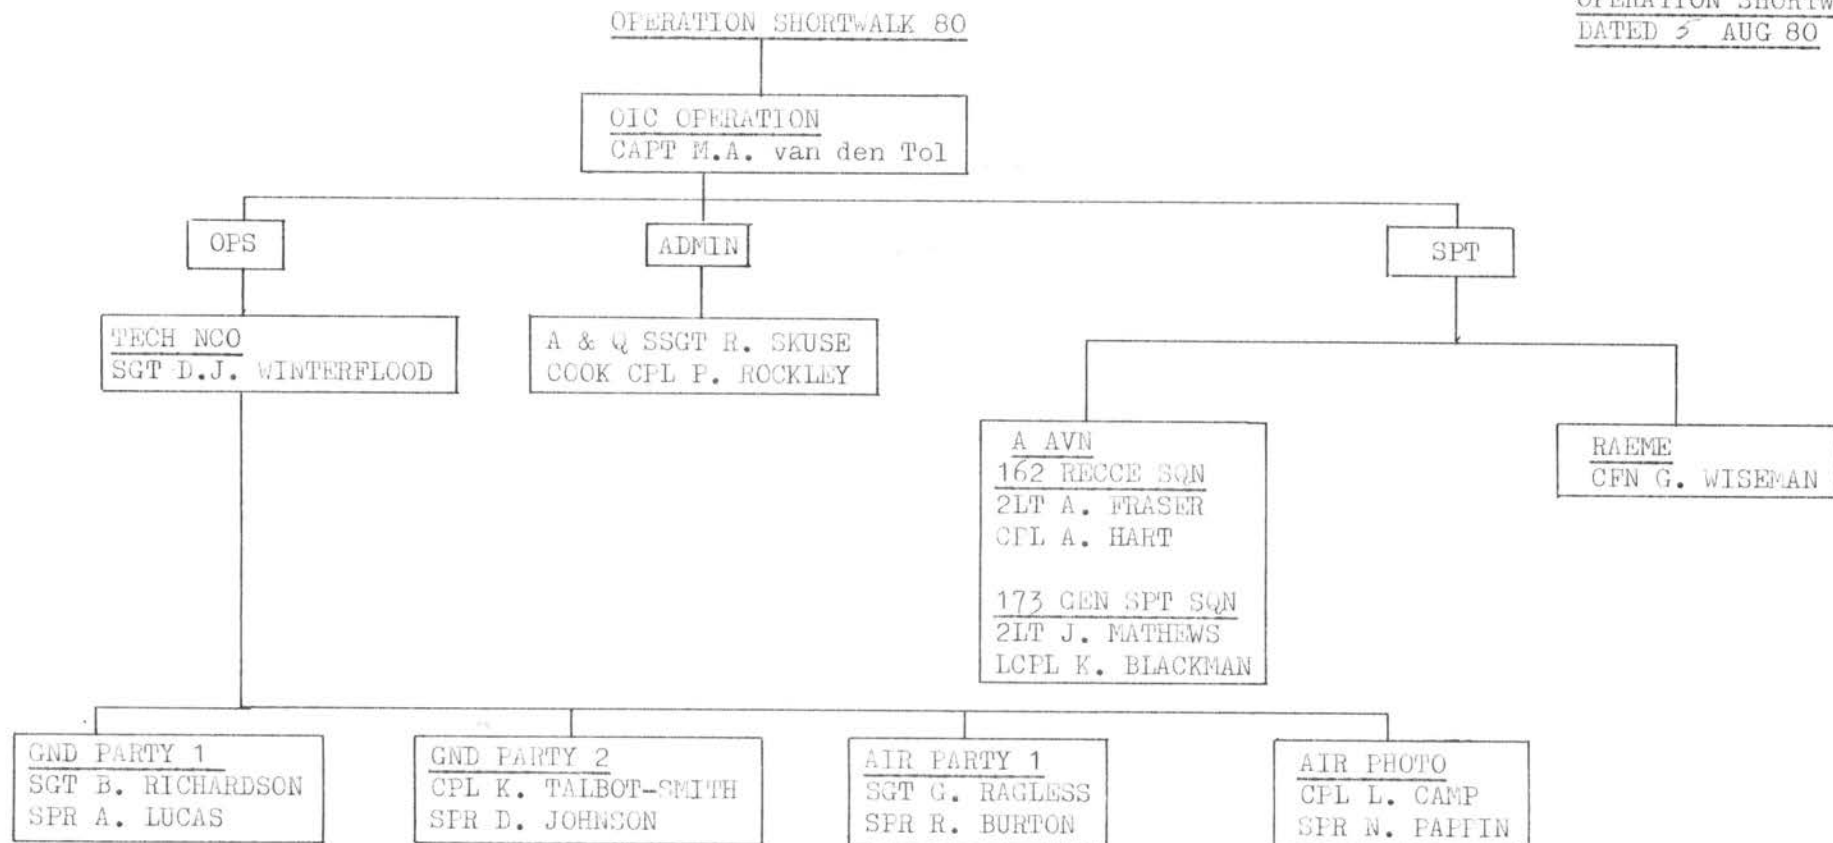 OPERATION SHORTWALK 80
DATED 5 AUG 80
OIC OPERATION
CAPT M.A. van den Tol
OPS
ADMIN
SPT
TECH NCO
SGT D.J. WINTERFLOOD
A & Q SSGT R. SKUSE
COOK CPL P. ROCKLEY
A AVN
162 RECCE SQN
2LT A. FRASER
CPL A. HART
173 GEN SPT SQN
2LT J. MATHEWS
LCPL K. BLACKMAN
RAEME
CFN G. WISEMAN
GND PARTY 1
SGT B. RICHARDSON
SPR A. LUCAS
GND PARTY 2
CPL K. TALBOT-SMITH
SPR D. JOHNSON
AIR PARTY 1
SGT G. RAGLESS
SPR R. BURTON
AIR PHOTO
CPL L. CAMP
SPR N. PAPPIN